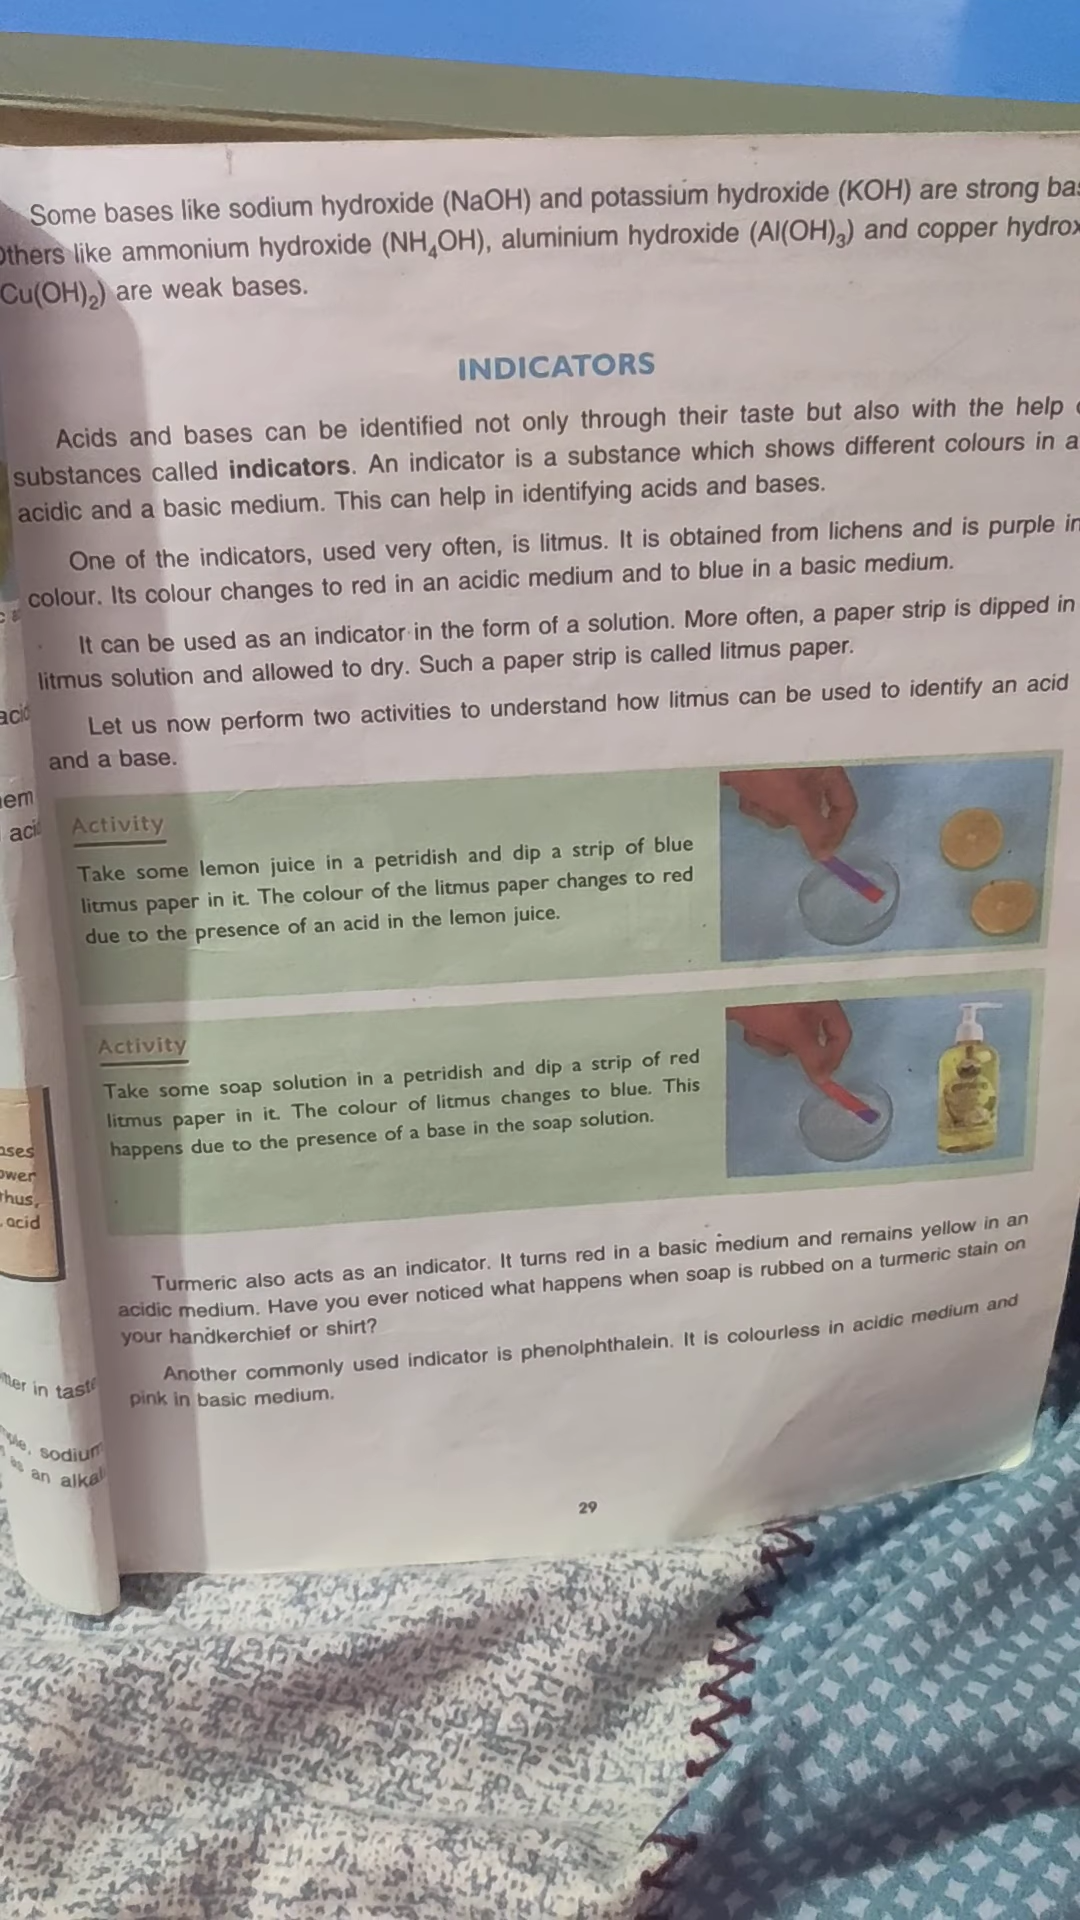 Some bases like sodium hydroxide (NaOH) and potassium hydroxide (KOH) are strong
Others like ammonium hydroxide (NH₄OH), aluminium hydroxide (Al(OH)₃) and copper
Cu(OH)₂) are weak bases.
INDICATORS
Acids and bases can be identified not only through their taste but also with the help
substances called indicators. An indicator is a substance which shows different colours in
acidic and a basic medium. This can help in identifying acids and bases.
One of the indicators, used very often, is litmus. It is obtained from lichens and is purple in
colour. Its colour changes to red in an acidic medium and to blue in a basic medium.
It can be used as an indicator in the form of a solution. More often, a paper strip is dipped in
litmus solution and allowed to dry. Such a paper strip is called litmus paper.
Let us now perform two activities to understand how litmus can be used to identify an acid
and a base.
Activity
Take some lemon juice in a petridish and dip a strip of blue
litmus paper in it. The colour of the litmus paper changes to red
due to the presence of an acid in the lemon juice.
Activity
Take some soap solution in a petridish and dip a strip of red
litmus paper in it. The colour of litmus changes to blue. This
happens due to the presence of a base in the soap solution.
Turmeric also acts as an indicator. It turns red in a basic medium and remains yellow in an
acidic medium. Have you ever noticed what happens when soap is rubbed on a turmeric stain on
your handkerchief or shirt?
Another commonly used indicator is phenolphthalein. It is colourless in acidic medium and
pink in basic medium.
29
acid
thus,
acid
in taste
sodium
as an alkali